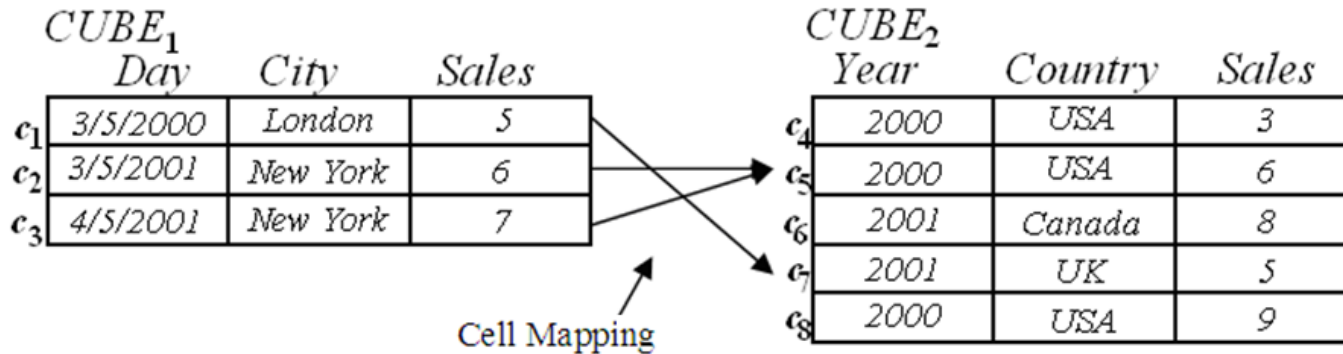 CUBE1
Day City Sales
c1 3/5/2000 London 5
c2 3/5/2001 New York 6
c3 4/5/2001 New York 7
Cell Mapping
CUBE2
Year Country Sales
c4 2000 USA 3
c5 2000 USA 6
c6 2001 Canada 8
c7 2001 UK 5
c8 2000 USA 9